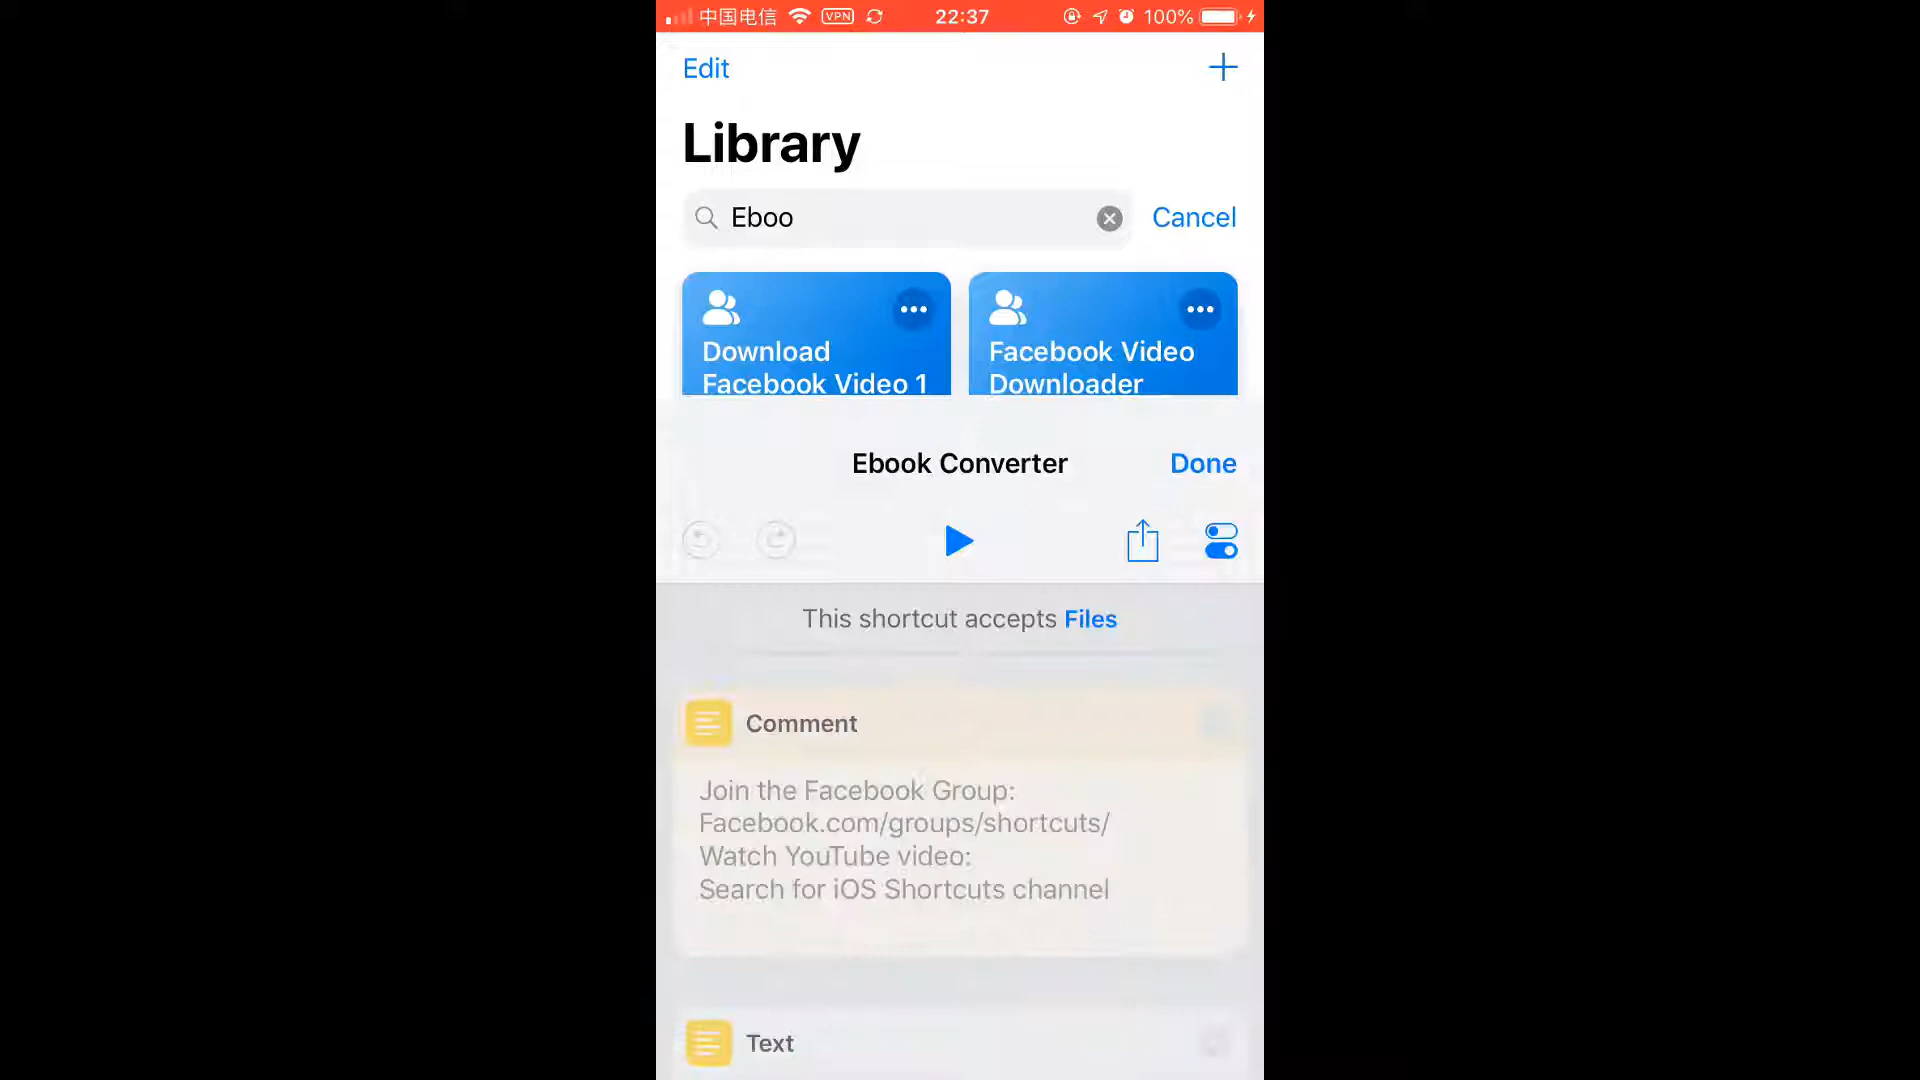 中国电信 VPN 22:37 100%
Edit
Library
Eboo Cancel
Download
Facebook Video 1
Facebook Video
Downloader
Ebook Converter Done
This shortcut accepts Files
Comment
Join the Facebook Group:
Facebook.com/groups/shortcuts/
Watch YouTube video:
Search for iOS Shortcuts channel
Text